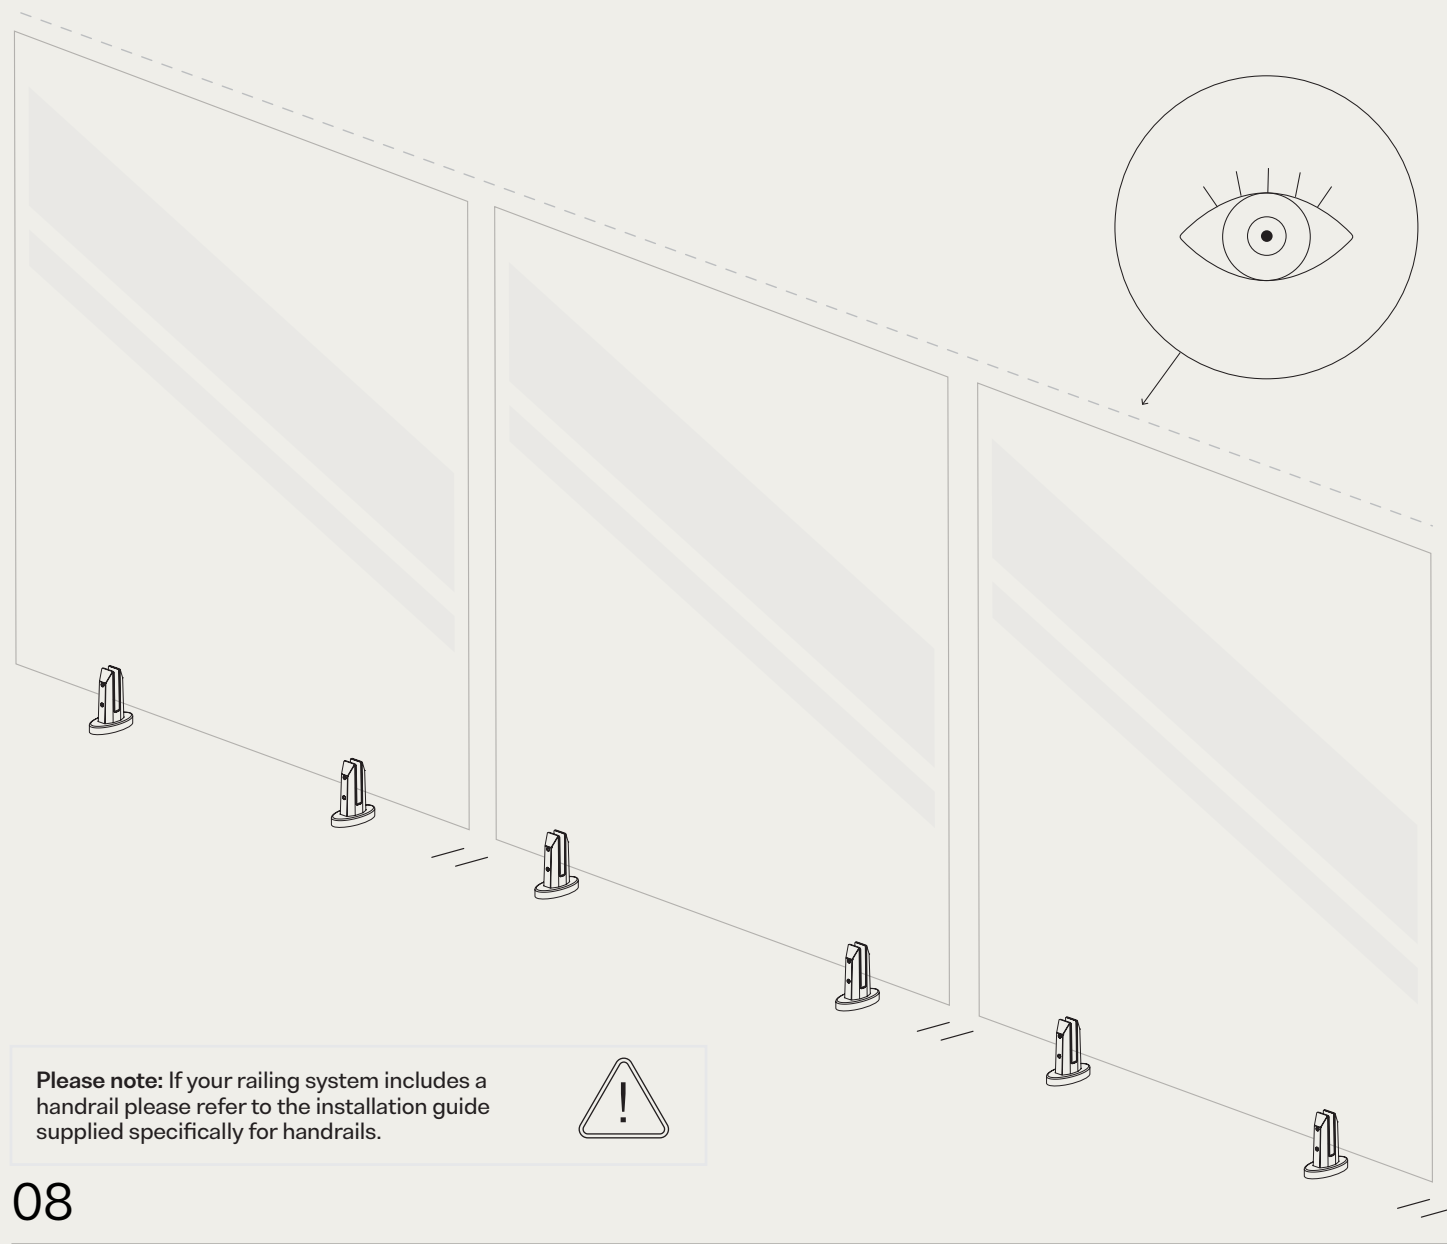 Please note: If your railing system includes a
handrail please refer to the installation guide
supplied specifically for handrails.
08